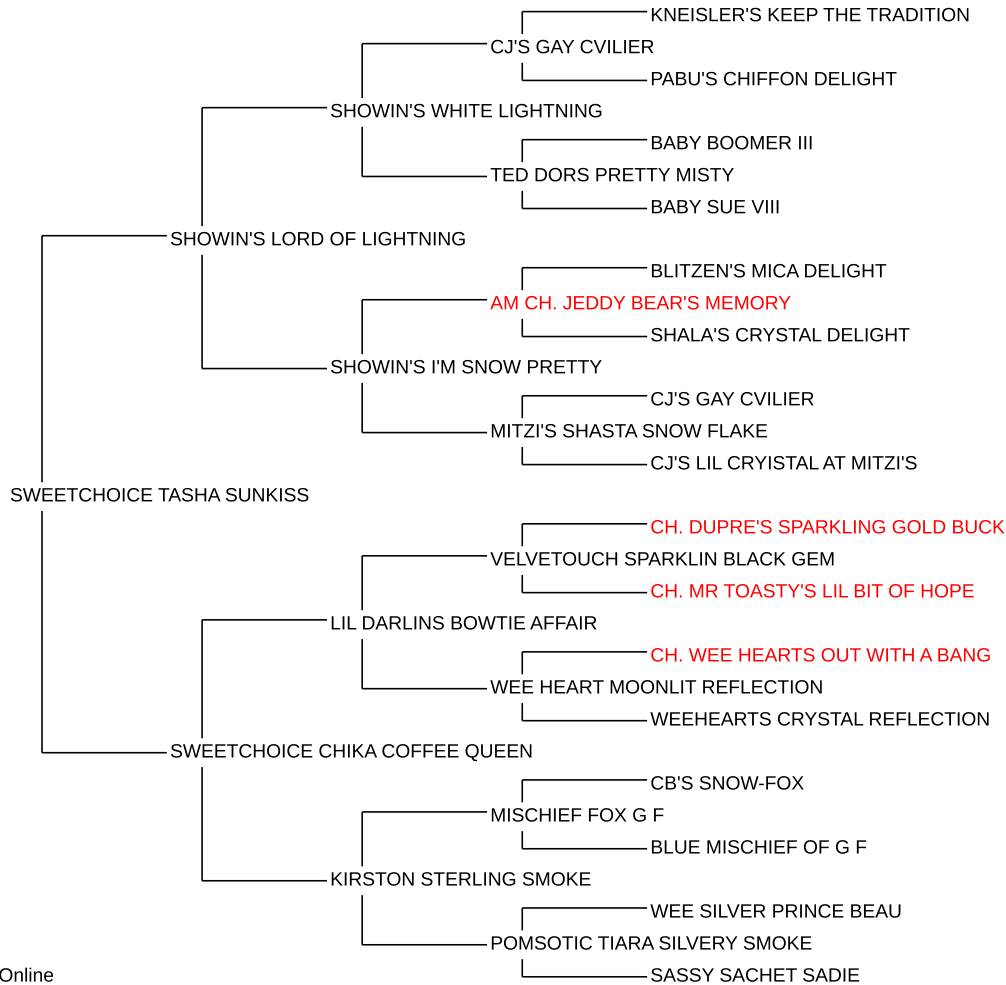 KNEISLER'S KEEP THE TRADITION
CJ'S GAY CVILIER
PABU'S CHIFFON DELIGHT
SHOWIN'S WHITE LIGHTNING
BABY BOOMER III
TED DORS PRETTY MISTY
BABY SUE VIII
SHOWIN'S LORD OF LIGHTNING
BLITZEN'S MICA DELIGHT
AM CH. JEDDY BEAR'S MEMORY
SHALA'S CRYSTAL DELIGHT
SHOWIN'S I'M SNOW PRETTY
CJ'S GAY CVILIER
MITZI'S SHASTA SNOW FLAKE
CJ'S LIL CRYISTAL AT MITZI'S
SWEETCHOICE TASHA SUNKISS
CH. DUPRE'S SPARKLING GOLD BUCK
VELVETOUCH SPARKLIN BLACK GEM
CH. MR TOASTY'S LIL BIT OF HOPE
LIL DARLINS BOWTIE AFFAIR
CH. WEE HEARTS OUT WITH A BANG
WEE HEART MOONLIT REFLECTION
WEEHEARTS CRYSTAL REFLECTION
SWEETCHOICE CHIKA COFFEE QUEEN
CB'S SNOW-FOX
MISCHIEF FOX G F
BLUE MISCHIEF OF G F
KIRSTON STERLING SMOKE
WEE SILVER PRINCE BEAU
POMSOTIC TIARA SILVERY SMOKE
SASSY SACHET SADIE
Online